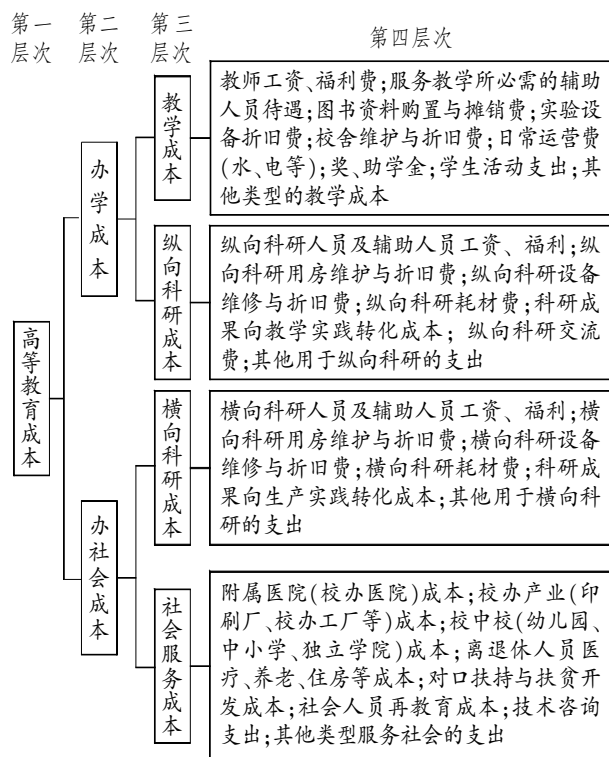 第一层次
第二层次
第三层次
第四层次
高等教育成本
办学成本
教学成本
教师工资、福利费;服务教学所必需的辅助
人员待遇;图书资料购置与摊销费;实验设
备折旧费;校舍维护与折旧费;日常运营费
(水、电等);奖、助学金;学生活动支出;其
他类型的教学成本
纵向科研成本
纵向科研人员及辅助人员工资、福利;纵
向科研用房维护与折旧费;纵向科研设备
维修与折旧费;纵向科研耗材费;科研成
果向教学实践转化成本;纵向科研交流
费;其他用于纵向科研的支出
办社会成本
横向科研成本
横向科研人员及辅助人员工资、福利;横
向科研用房维护与折旧费;横向科研设备
维修与折旧费;横向科研耗材费;科研成
果向生产实践转化成本;其他用于横向科
研的支出
社会服务成本
附属医院(校办医院)成本;校办产业(印
刷厂、校办工厂等)成本;校中校(幼儿园、
中小学、独立学院)成本;离退休人员医
疗、养老、住房等成本;对口扶持与扶贫开
发成本;社会人员再教育成本;技术咨询
支出;其他类型服务社会的支出